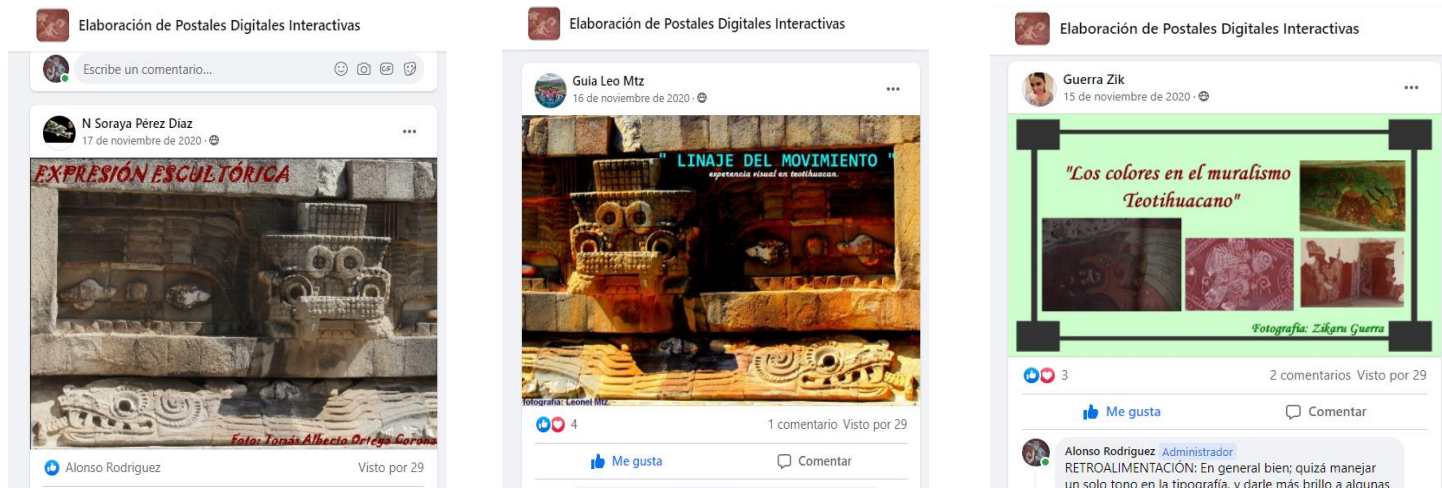 Elaboración de Postales Digitales Interactivas
Escribe un comentario...
GIF
N Soraya Pérez Díaz
17 de noviembre de 2020 ·
EXPRESIÓN ESCULTÓRICA
Foto: Tomás Alberto Ortega Corona
Alonso Rodriguez
Visto por 29
Elaboración de Postales Digitales Interactivas
Guia Leo Mtz
16 de noviembre de 2020 ·
" LINAJE DEL MOVIMIENTO "
experencia visual en teotihuacan.
fotografia: Leonel Mtz.
4
1 comentario Visto por 29
Me gusta
Comentar
Elaboración de Postales Digitales Interactivas
Guerra Zik
15 de noviembre de 2020 ·
"Los colores en el muralismo
Teotihuacano"
Fotografía: Zikaru Guerra
3
2 comentarios Visto por 29
Me gusta
Comentar
Alonso Rodriguez Administrador
RETROALIMENTACIÓN: En general bien; quizá manejar
un solo tono en la tipografía, y darle más brillo a algunas